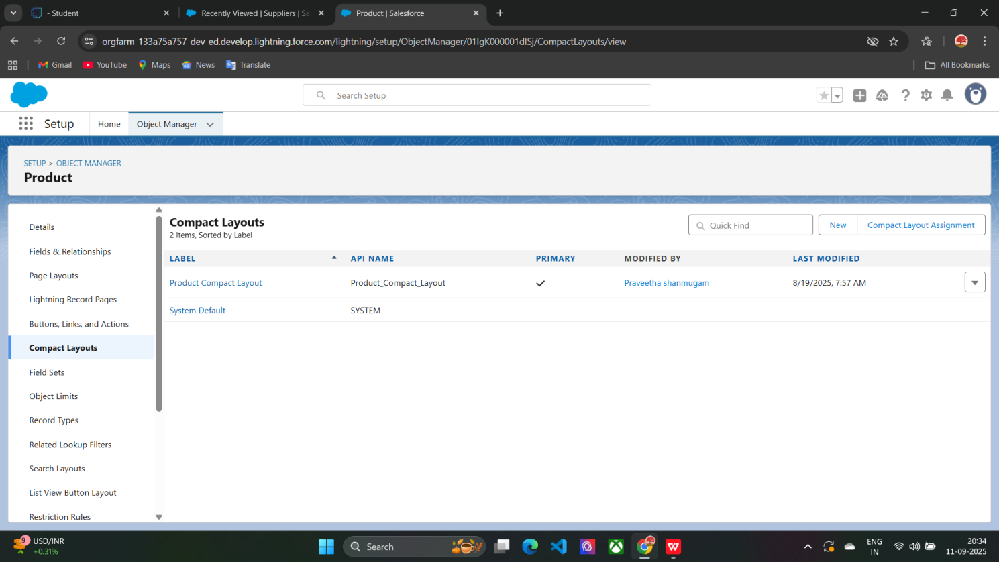 - Student
Recently Viewed | Suppliers | Sa
Product | Salesforce
orgfarm-133a75a757-dev-ed.develop.lightning.force.com/lightning/setup/ObjectManager/01IgK000001dISj/CompactLayouts/view
Gmail
YouTube
Maps
News
Translate
All Bookmarks
Search Setup
Setup
Home
Object Manager
SETUP > OBJECT MANAGER
Product
Details
Fields & Relationships
Page Layouts
Lightning Record Pages
Buttons, Links, and Actions
Compact Layouts
Field Sets
Object Limits
Record Types
Related Lookup Filters
Search Layouts
List View Button Layout
Restriction Rules
Compact Layouts
2 Items, Sorted by Label
Quick Find
New
Compact Layout Assignment
LABEL API NAME PRIMARY MODIFIED BY LAST MODIFIED
Product Compact Layout Product_Compact_Layout Praveetha shanmugam 8/19/2025, 7:57 AM
System Default SYSTEM
9+
USD/INR
+0.31%
Search
ENG
IN
20:34
11-09-2025